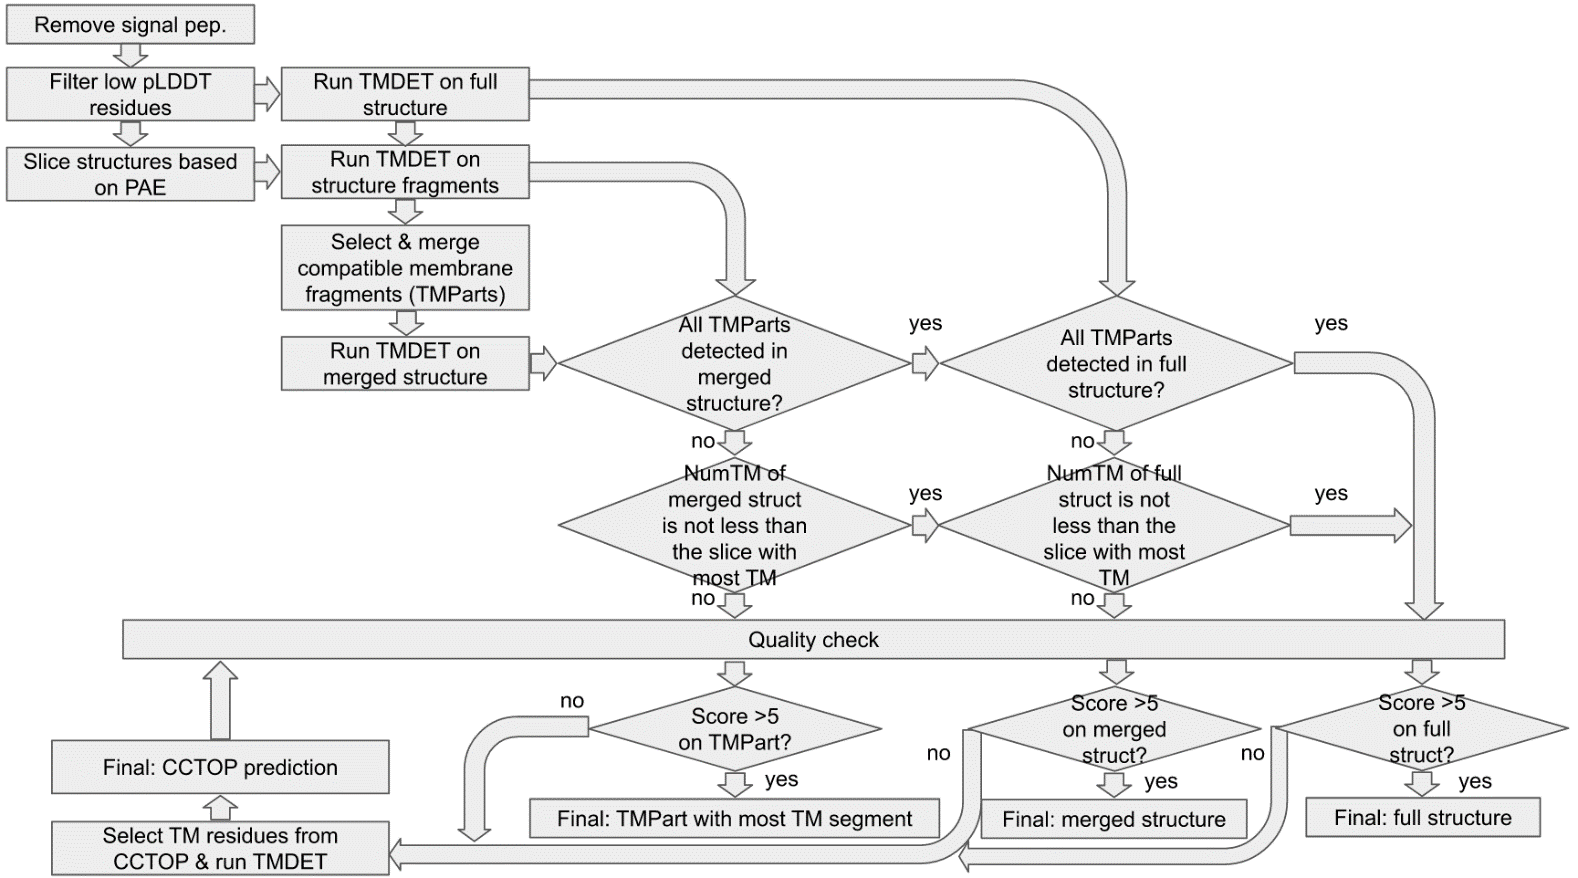 Remove signal pep.
Filter low pLDDT
residues
Run TMDET on full
structure
Slice structures based
on PAE
Run TMDET on
structure fragments
Select & merge
compatible membrane
fragments (TMParts)
Run TMDET on
merged structure
All TMParts
detected in
merged
structure?
yes
All TMParts
detected in full
structure?
yes
no
no
NumTM of
merged struct
is not less than
the slice with
most TM
yes
NumTM of full
struct is not
less than the
slice with most
TM
yes
no
no
Quality check
no
Score >5
on TMPart?
yes
no
Score >5
on merged
struct?
yes
no
Score >5
on full
struct?
yes
Final: CCTOP prediction
Final: TMPart with most TM segment
Final: merged structure
Final: full structure
Select TM residues from
CCTOP & run TMDET